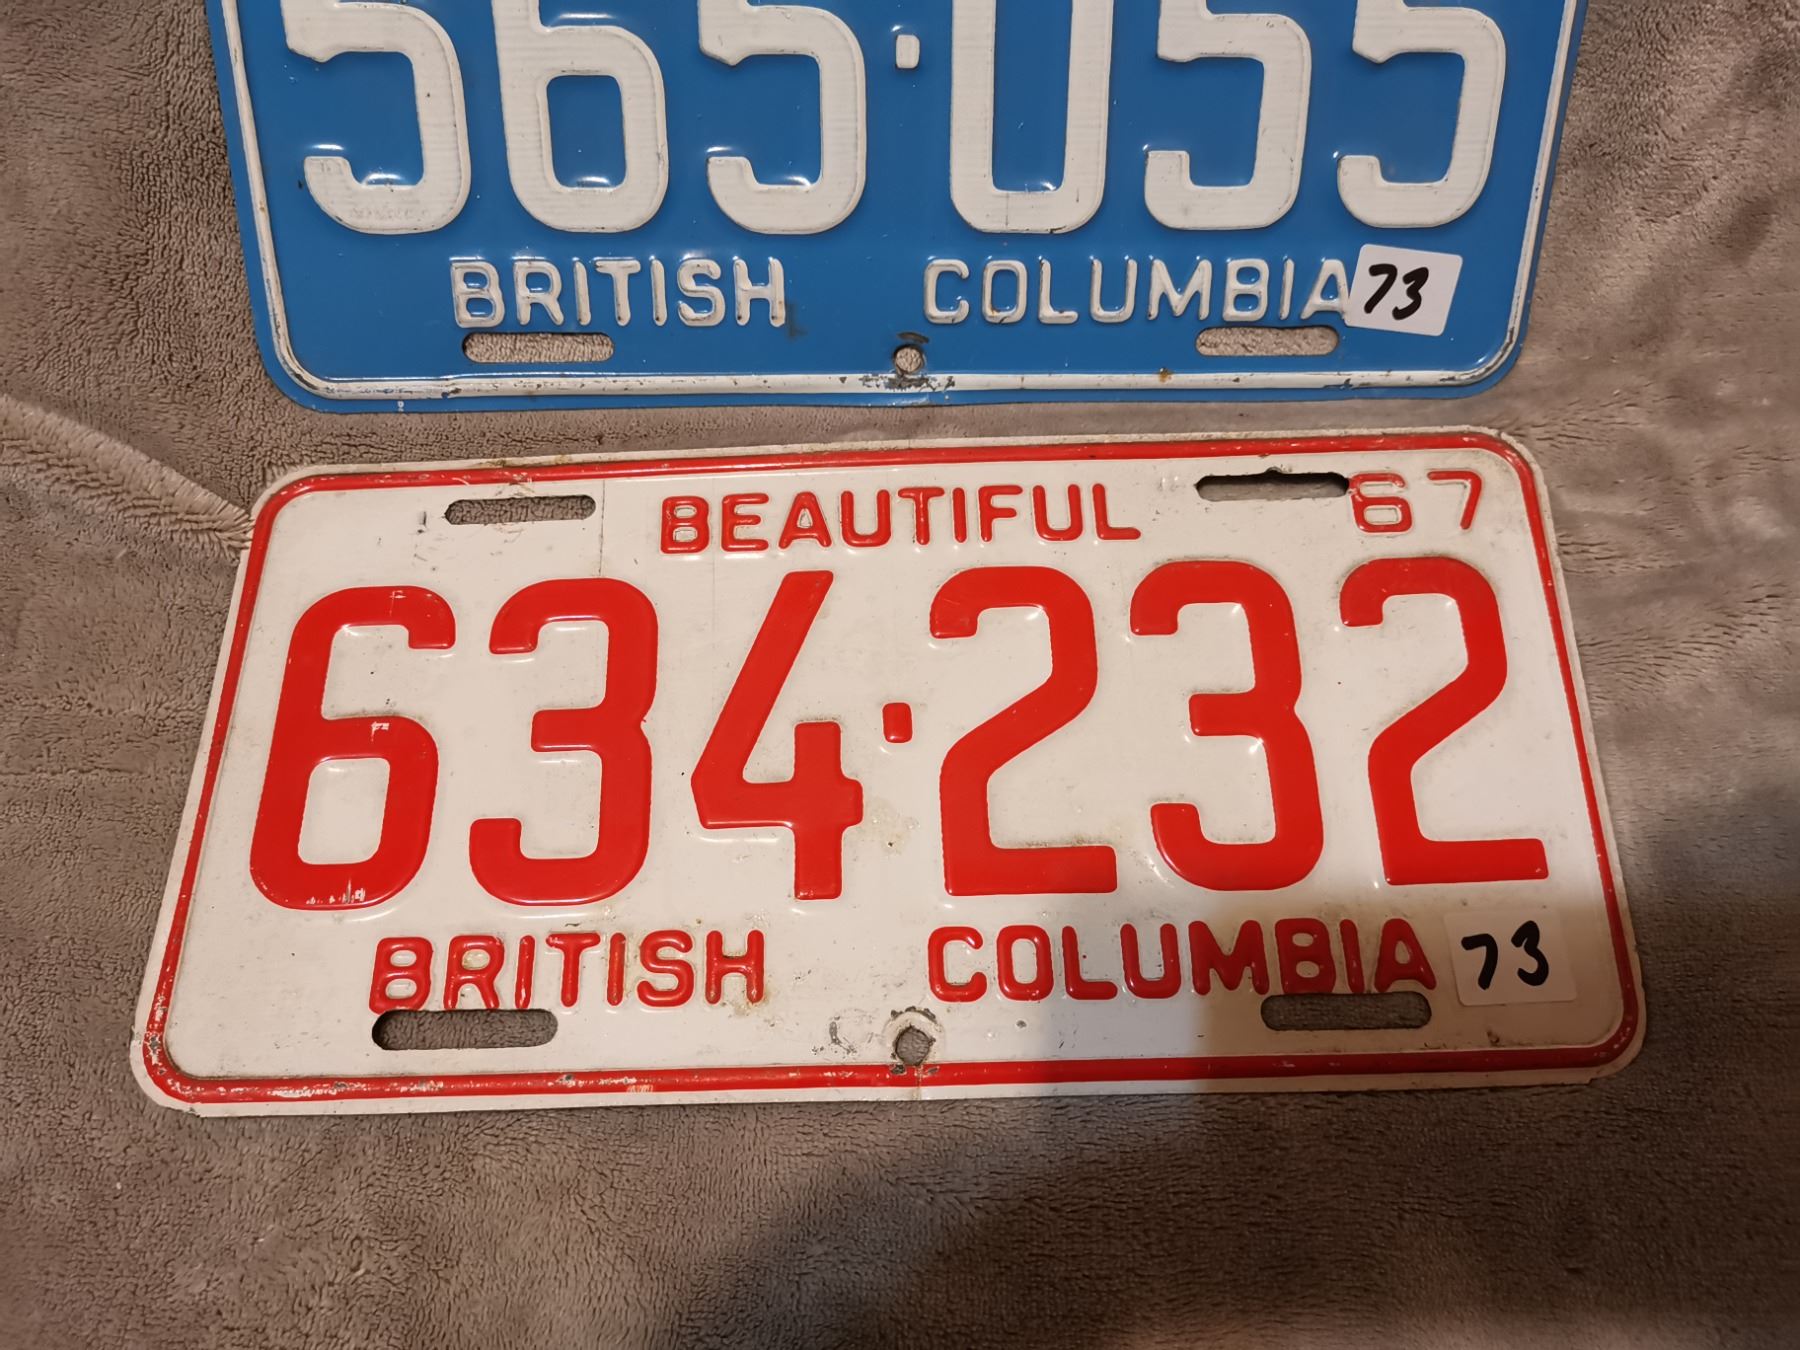 565·055
BRITISH COLUMBIA 73
BEAUTIFUL 67
634·232
BRITISH COLUMBIA 73